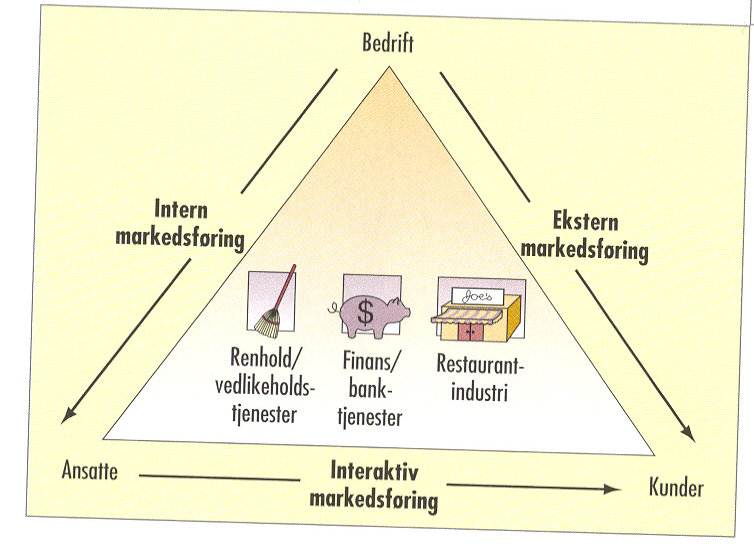 Bedrift
Intern
markedsføring
Ekstern
markedsføring
$
Joe's
Renhold/
vedlikeholds-
tjenester
Finans/
bank-
tjenester
Restaurant-
industri
Ansatte
Interaktiv
markedsføring
Kunder